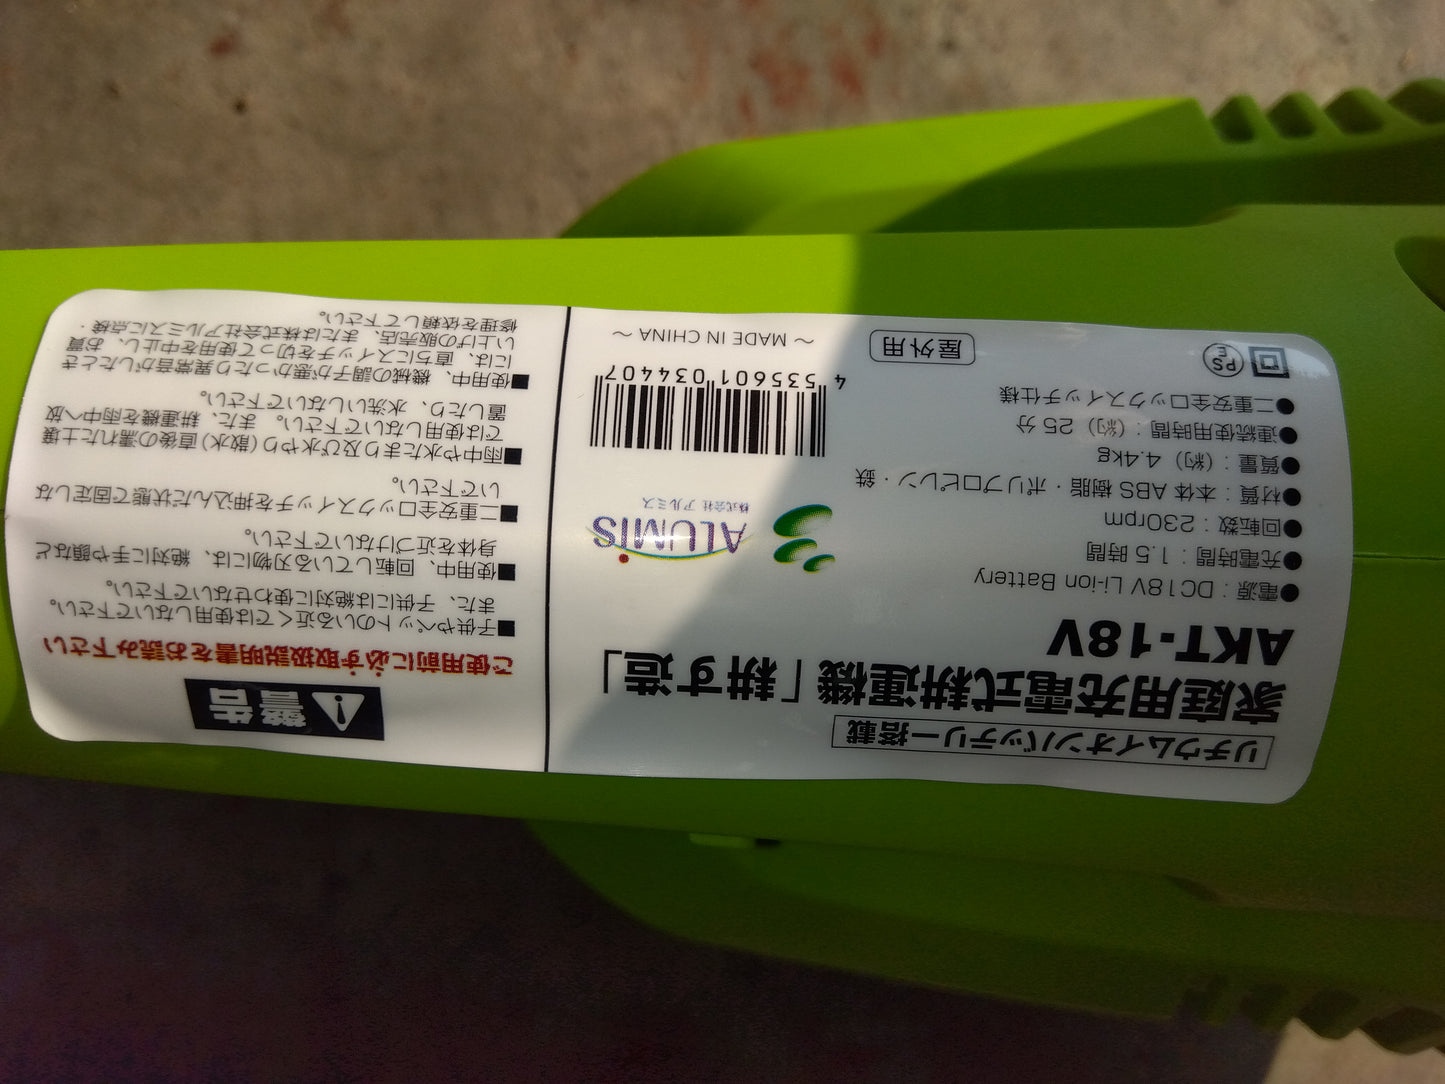 リチウムイオンバッテリー搭載
家庭用充電式耕運機「耕す造」
AKT-18V
●電源：DC18V Li-ion Battery
●充電時間：1.5 時間
●回転数：230rpm
●材質：本体 ABS 樹脂・ポリプロピレン・鉄
●質量：（約）4.4kg
●連続使用時間：（約）25 分
●二重安全ロックスイッチ仕様
PS
E
屋外用
ALUMIS
株式会社 アルミス
4 535601 034407
～ MADE IN CHINA ～
警告
ご使用前に必ず取扱説明書をお読み下さい
■子供やペットのいる近くでは使用しないで下さい。
また、子供には絶対に使わせないで下さい。
■使用中、回転している刃物には、絶対に手や顔など
身体を近づけないで下さい。
■二重安全ロックスイッチを押込んだ状態で固定しな
いで下さい。
■雨中や水たまり及び水やり(散水)直後の濡れた土壌
では使用しないで下さい。また、耕運機を雨中へ放
置したり、水洗いしないで下さい。
■使用中、機械の調子が悪かったり異常音がしたとき
には、直ちにスイッチを切って使用を中止し、お買
い上げの販売店、または株式会社アルミスに点検・
修理を依頼して下さい。